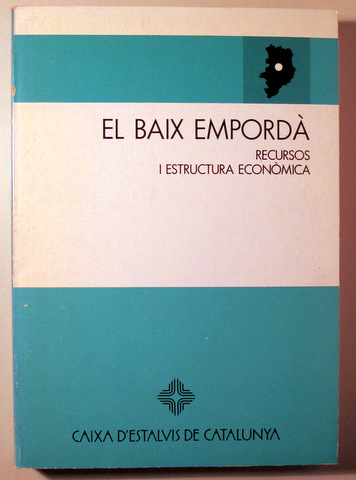 EL BAIX EMPORDÀ
RECURSOS
I ESTRUCTURA ECONÒMICA
CAIXA D'ESTALVIS DE CATALUNYA